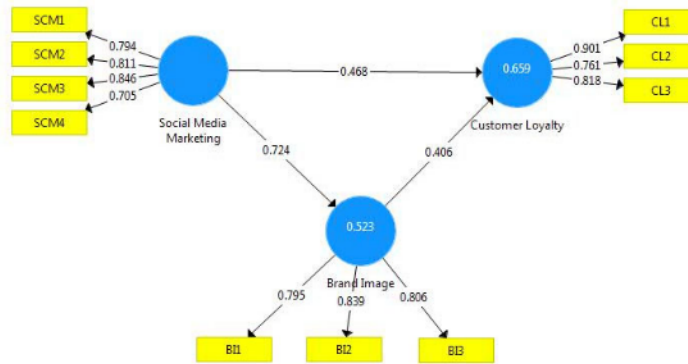 SCM1
SCM2
SCM3
SCM4
0.794
0.811
0.846
0.705
Social Media
Marketing
0.468
0.724
0.659
Customer Loyalty
0.901
0.761
0.818
CL1
CL2
CL3
0.406
0.523
Brand Image
0.795
0.839
0.806
BI1
BI2
BI3